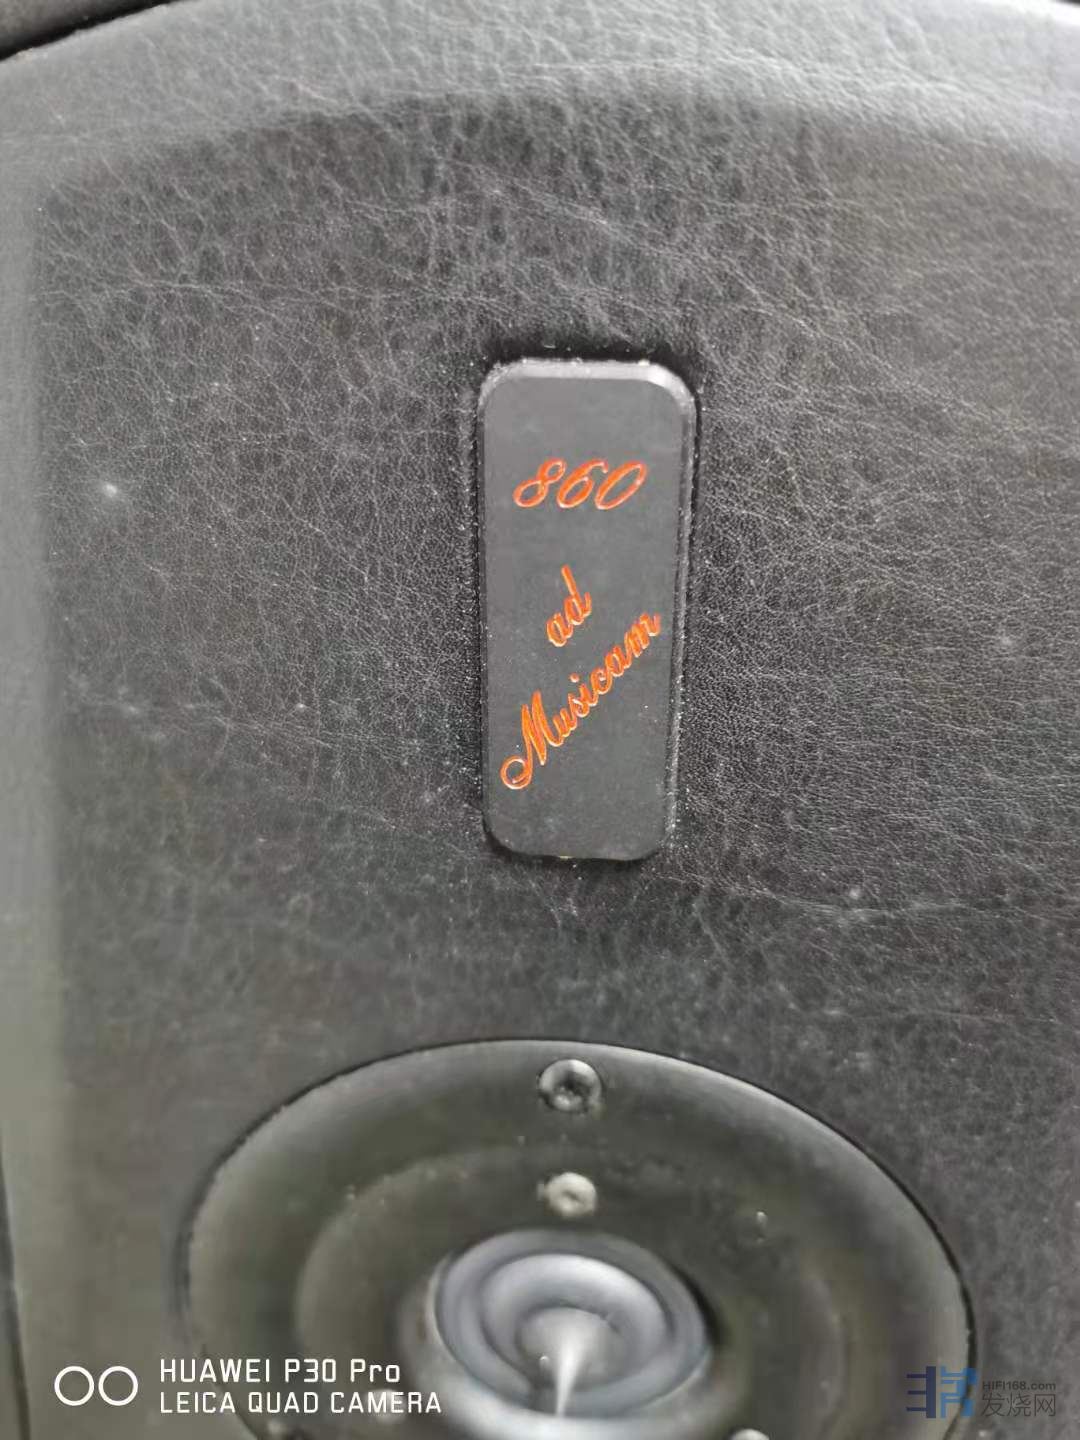 860
ad
Musicam
HUAWEI P30 Pro
LEICA QUAD CAMERA
HIFI168.com
发烧网